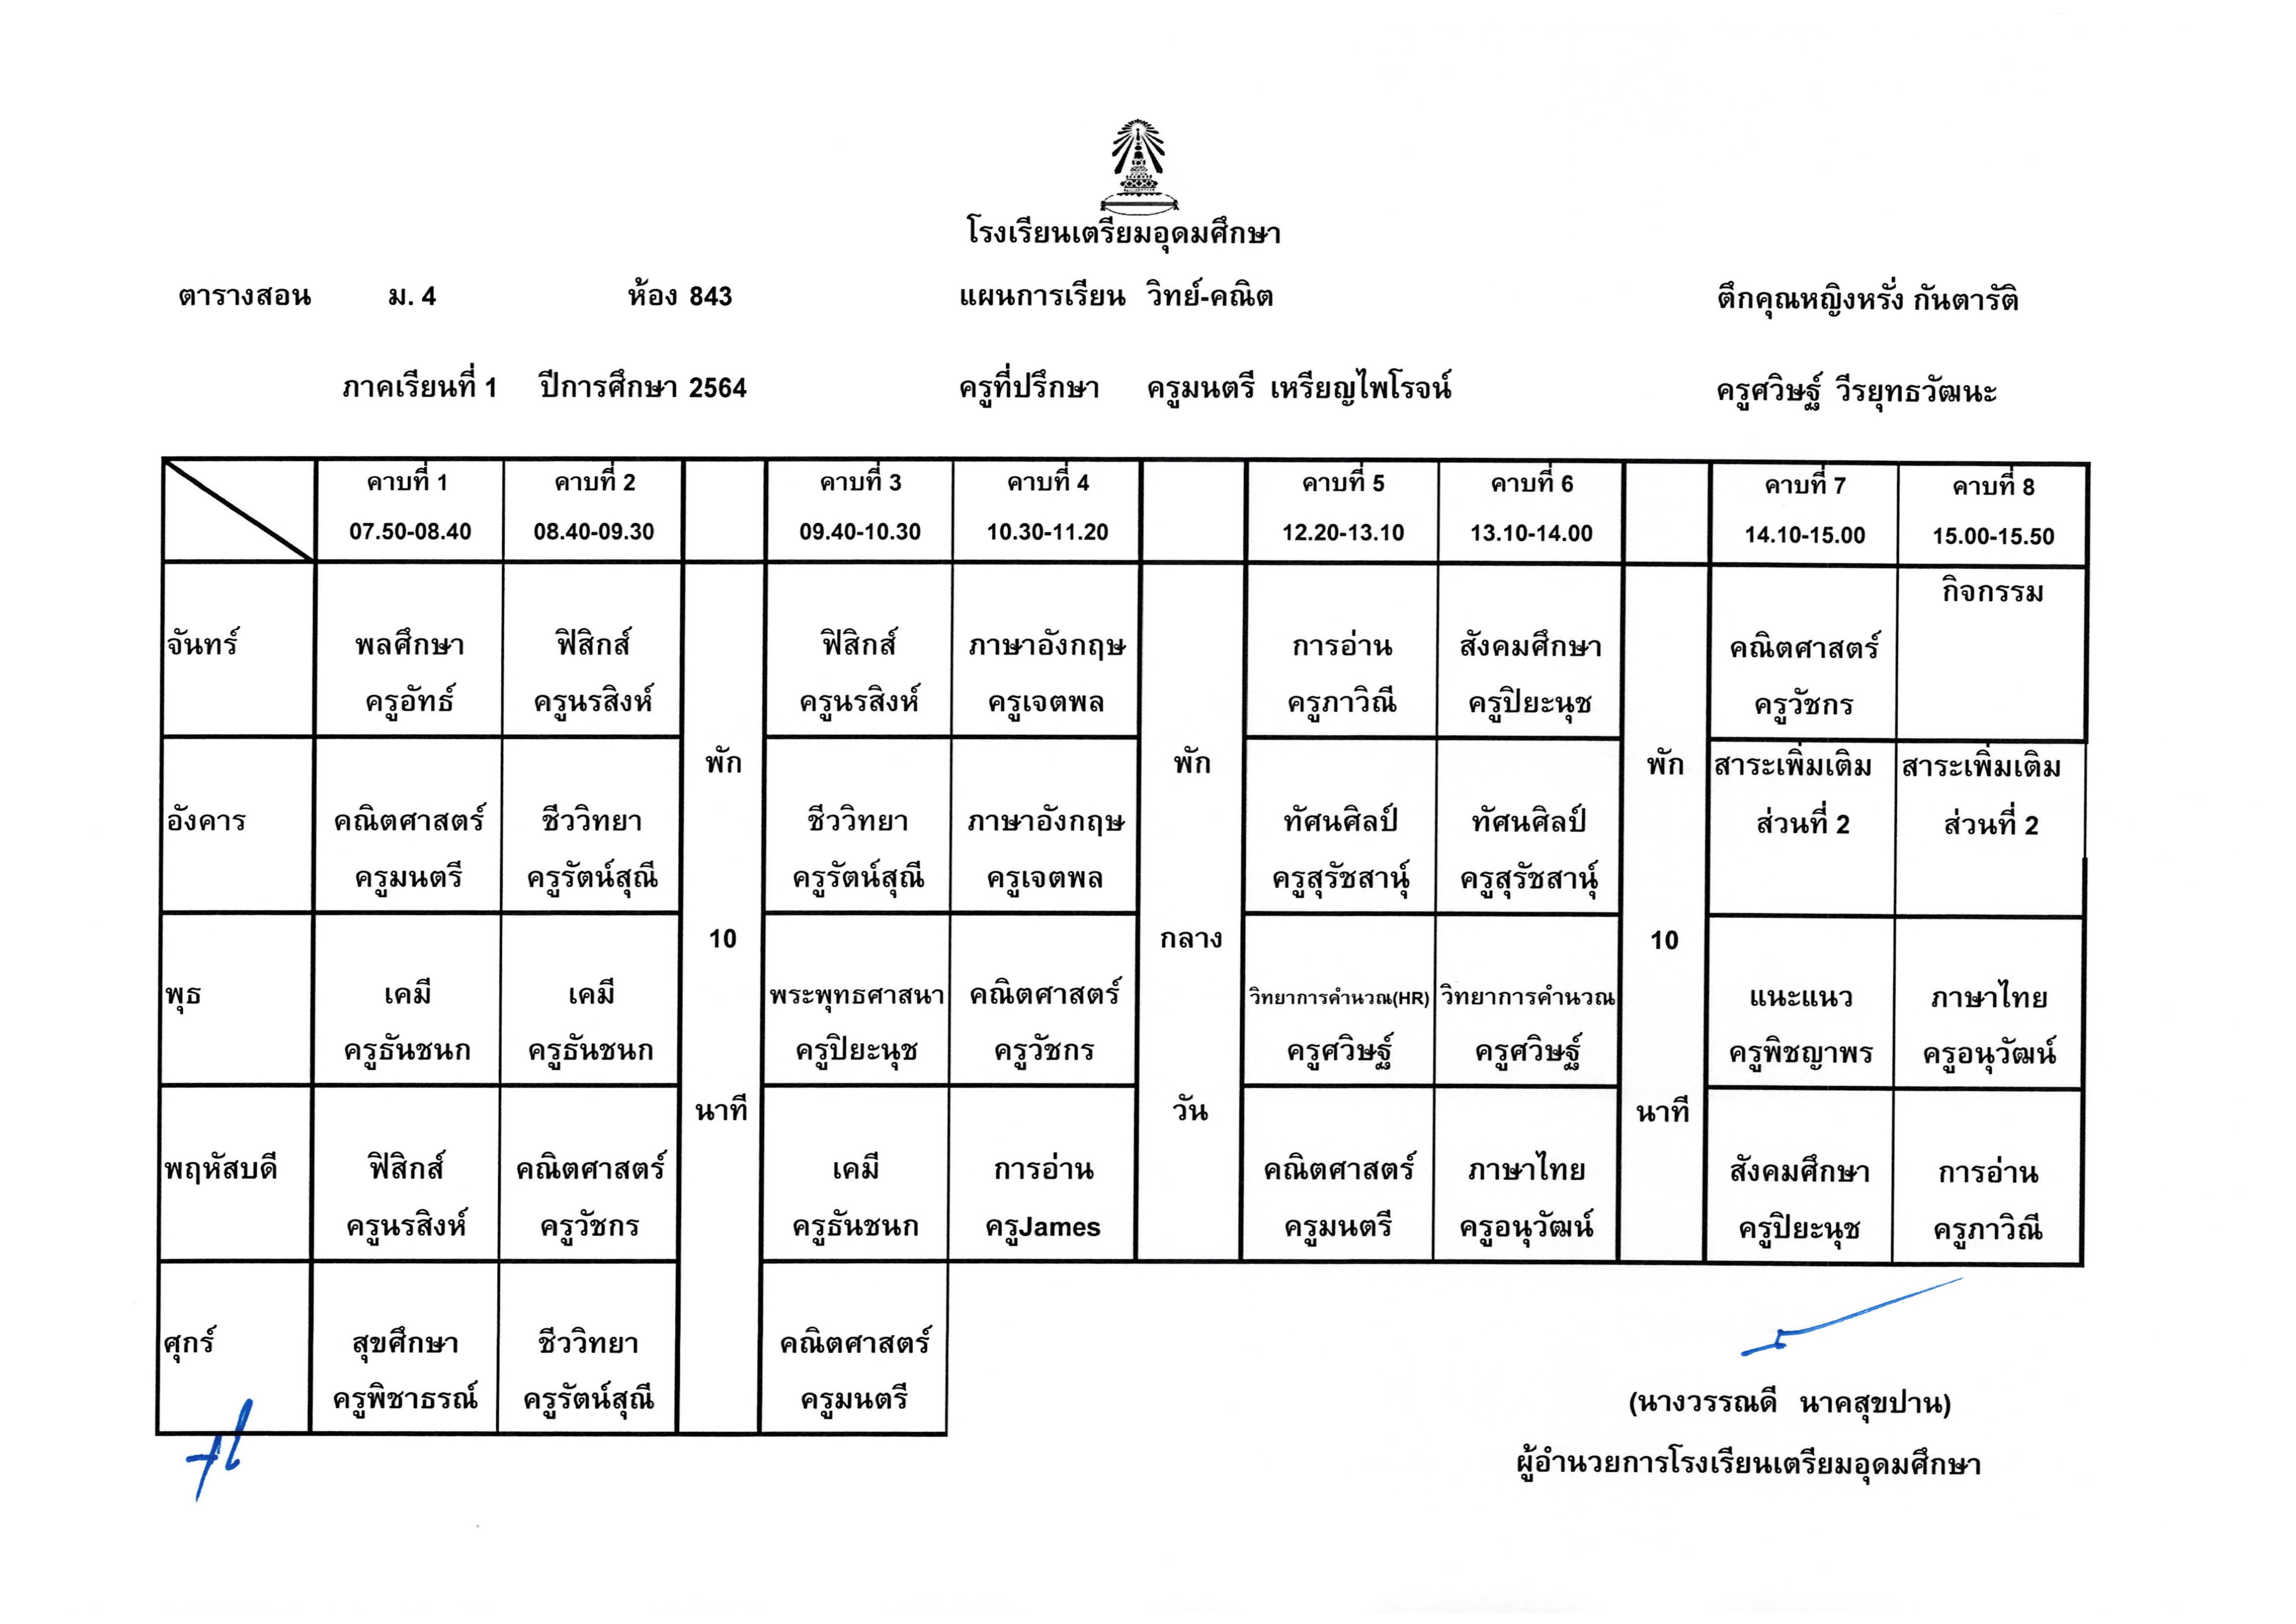 โรงเรียนเตรียมอุดมศึกษา
ตารางสอน ม. 4 ห้อง 843 แผนการเรียน วิทย์-คณิต ตึกคุณหญิงหรั่ง กันตารัติ
ภาคเรียนที่ 1 ปีการศึกษา 2564 ครูที่ปรึกษา ครูมนตรี เหรียญไพโรจน์ ครูศวิษฐ์ วีรยุทธวัฒนะ
คาบที่ 1 คาบที่ 2 คาบที่ 3 คาบที่ 4 คาบที่ 5 คาบที่ 6 คาบที่ 7 คาบที่ 8
07.50-08.40 08.40-09.30 09.40-10.30 10.30-11.20 12.20-13.10 13.10-14.00 14.10-15.00 15.00-15.50
กิจกรรม
จันทร์ พลศึกษา ฟิสิกส์ ฟิสิกส์ ภาษาอังกฤษ การอ่าน สังคมศึกษา คณิตศาสตร์
ครูอัทธ์ ครูนรสิงห์ ครูนรสิงห์ ครูเจตพล ครูภาวิณี ครูปิยะนุช ครูวัชกร
พัก พัก พัก สาระเพิ่มเติม สาระเพิ่มเติม
อังคาร คณิตศาสตร์ ชีววิทยา ชีววิทยา ภาษาอังกฤษ ทัศนศิลป์ ทัศนศิลป์ ส่วนที่ 2 ส่วนที่ 2
ครูมนตรี ครูรัตน์สุณี ครูรัตน์สุณี ครูเจตพล ครูสุรัชสานุ์ ครูสุรัชสานุ์
10 กลาง 10
พุธ เคมี เคมี พระพุทธศาสนา คณิตศาสตร์ วิทยาการคำนวณ(HR) วิทยาการคำนวณ แนะแนว ภาษาไทย
ครูธันชนก ครูธันชนก ครูปิยะนุช ครูวัชกร ครูศวิษฐ์ ครูศวิษฐ์ ครูพิชญาพร ครูอนุวัฒน์
นาที วัน นาที
พฤหัสบดี ฟิสิกส์ คณิตศาสตร์ เคมี การอ่าน คณิตศาสตร์ ภาษาไทย สังคมศึกษา การอ่าน
ครูนรสิงห์ ครูวัชกร ครูธันชนก ครูJames ครูมนตรี ครูอนุวัฒน์ ครูปิยะนุช ครูภาวิณี
ศุกร์ สุขศึกษา ชีววิทยา คณิตศาสตร์
ครูพิชาธรณ์ ครูรัตน์สุณี ครูมนตรี
(นางวรรณดี นาคสุขปาน)
ผู้อำนวยการโรงเรียนเตรียมอุดมศึกษา